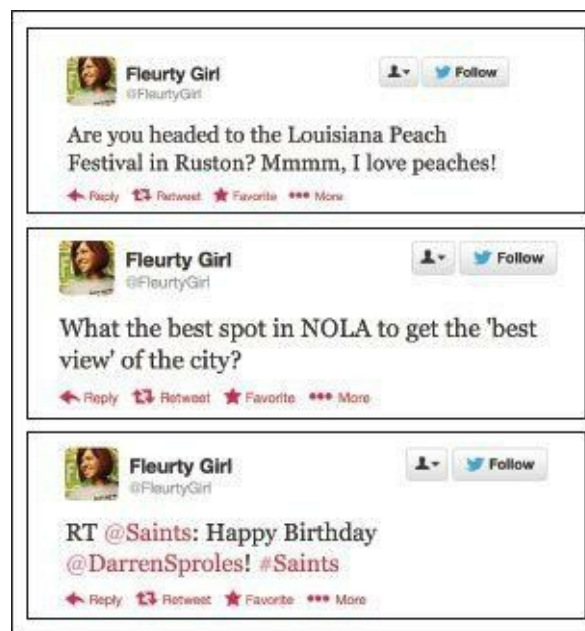 Fleurty Girl
Follow
@FleurtyGirl
Are you headed to the Louisiana Peach
Festival in Ruston? Mmmm, I love peaches!
Reply Retweet Favorite More
Fleurty Girl
Follow
@FleurtyGirl
What the best spot in NOLA to get the 'best
view' of the city?
Reply Retweet Favorite More
Fleurty Girl
Follow
@FleurtyGirl
RT @Saints: Happy Birthday
@DarrenSproles! #Saints
Reply Retweet Favorite More